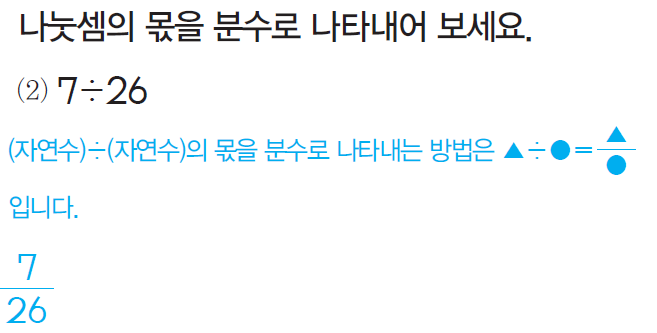 나눗셈의 몫을 분수로 나타내어 보세요.
(2) 7÷26
(자연수)÷(자연수)의 몫을 분수로 나타내는 방법은 ▲÷●=▲/●
입니다.
7
26